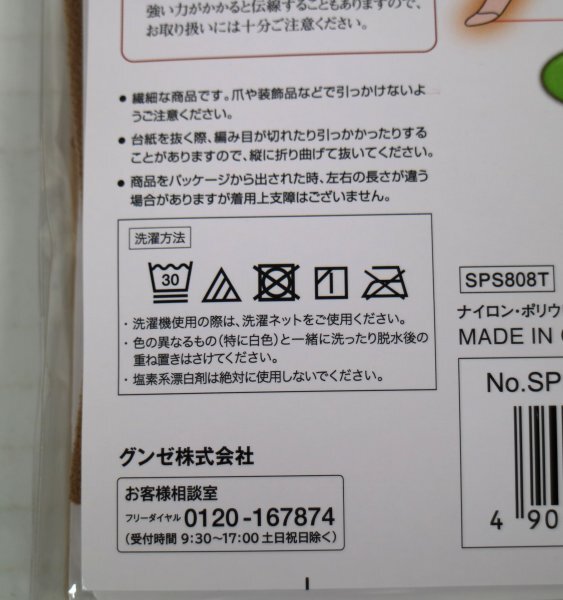 強い力がかかると伝線することもありますので、
お取り扱いには十分ご注意ください。
● 繊細な商品です。爪や装飾品などで引っかけないよ
うご注意ください。
● 台紙を抜く際、編み目が切れたり引っかかったりする
ことがありますので、縦に折り曲げて抜いてください。
● 商品をパッケージから出された時、左右の長さが違う
場合がありますが着用上支障はございません。
洗濯方法
30
・洗濯機使用の際は、洗濯ネットをご使用ください。
・色の異なるもの(特に白色)と一緒に洗ったり脱水後の
重ね置きはさけてください。
・塩素系漂白剤は絶対に使用しないでください。
グンゼ株式会社
お客様相談室
フリーダイヤル 0120-167874
(受付時間 9:30~17:00 土日祝日除く)
SPS808T
ナイロン・ポリウ
MADE IN
No.SP
4 90